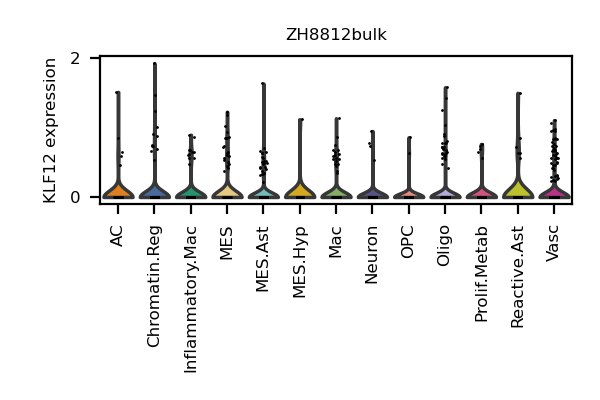 ZH8812bulk
KLF12 expression
2
0
AC
Chromatin.Reg
Inflammatory.Mac
MES
MES.Ast
MES.Hyp
Mac
Neuron
OPC
Oligo
Prolif.Metab
Reactive.Ast
Vasc